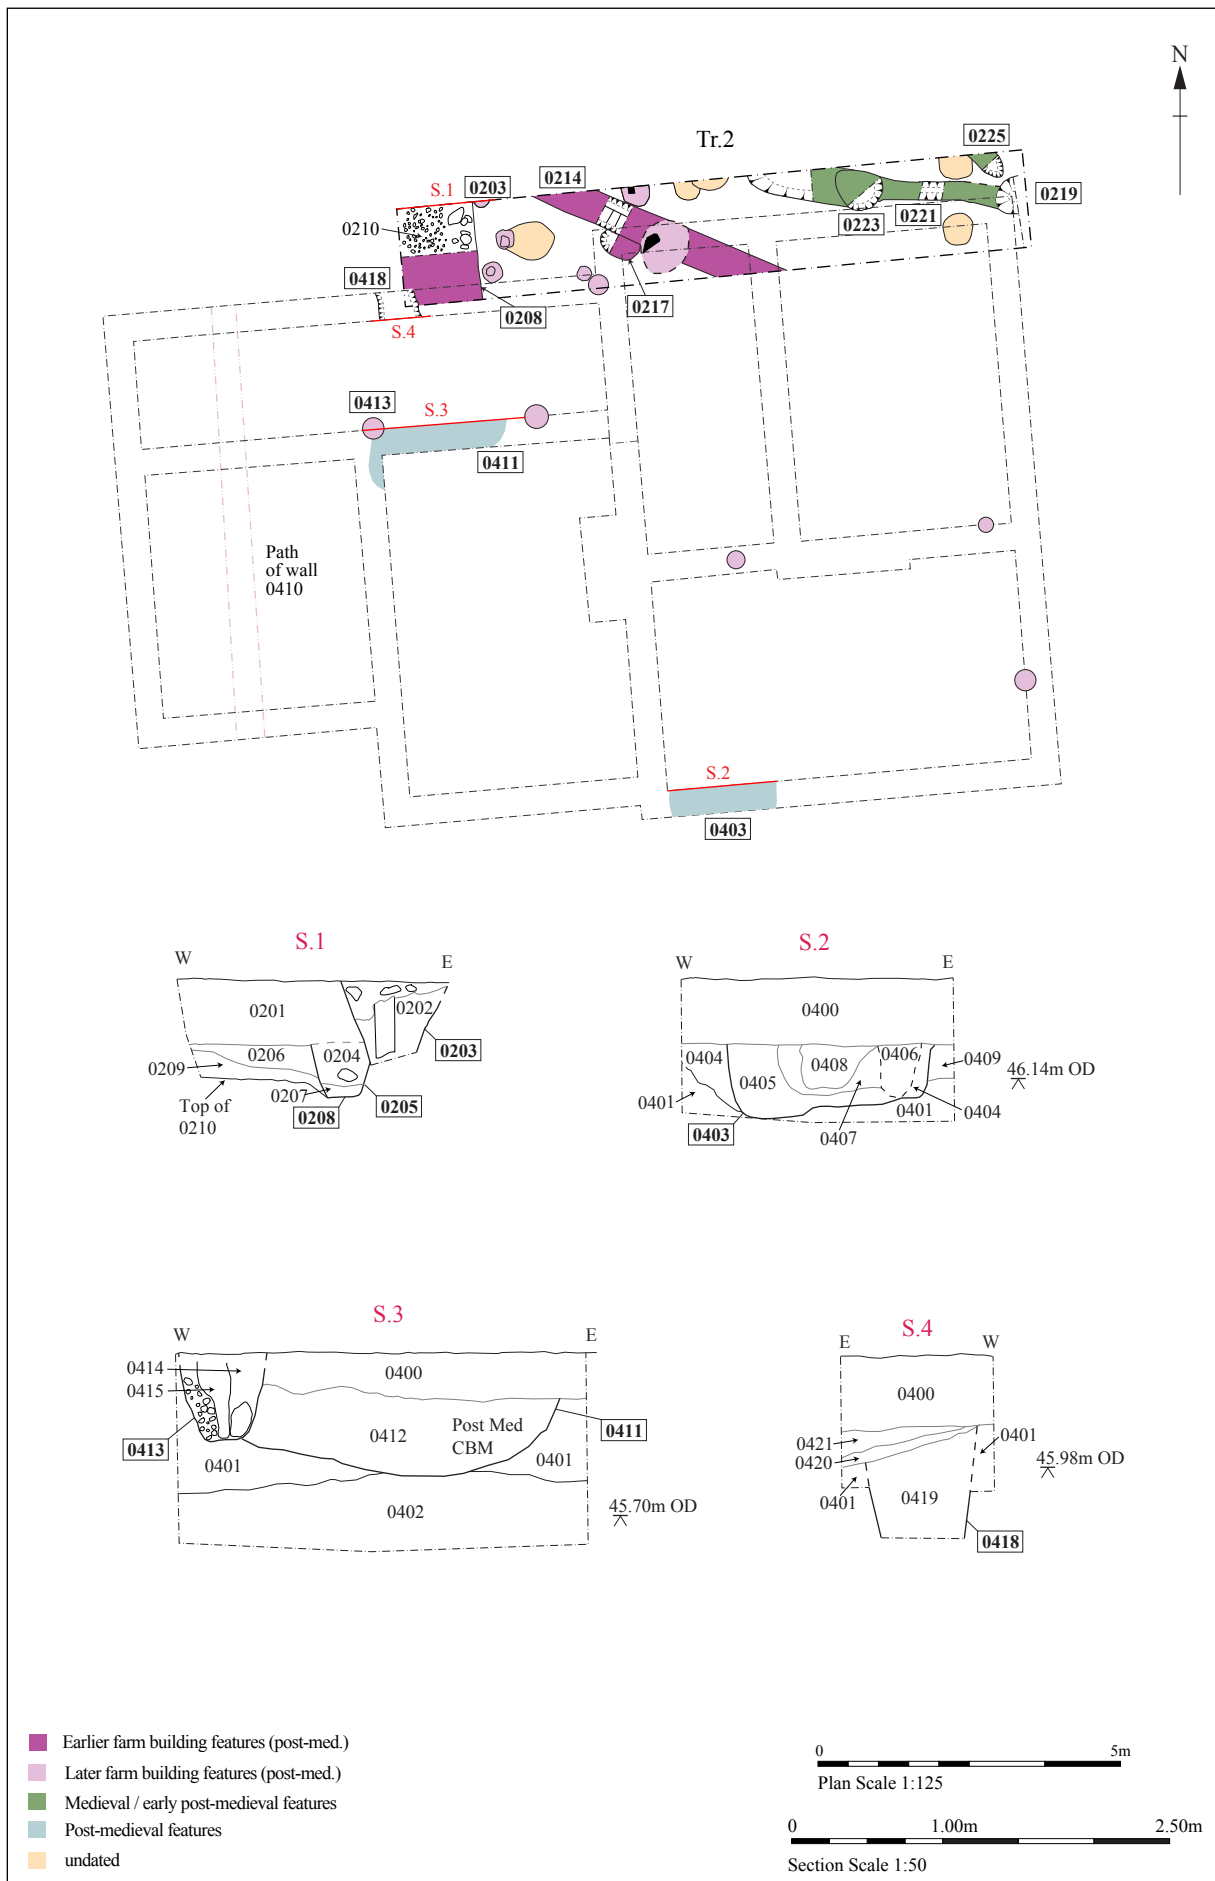 N
Tr.2
0225
0214
S.1
0203
0219
0210
0223
0221
0418
0217
0208
S.4
0413
S.3
0411
Path
of wall
0410
S.2
0403
S.1
W
E
0201
0202
0206
0204
0203
0209
0207
0205
Top of
0210
0208
S.2
W
E
0400
0404
0406
0409
0408
46.14m OD
0405
0401
0401
0404
0403
0407
S.3
W
E
0414
0400
0415
0412
Post Med
CBM
0411
0413
0401
0401
0402
45.70m OD
S.4
E
W
0400
0421
0401
0420
45.98m OD
0401
0419
0418
Earlier farm building features (post-med.)
Later farm building features (post-med.)
Medieval / early post-medieval features
Post-medieval features
undated
0 5m
Plan Scale 1:125
0 1.00m 2.50m
Section Scale 1:50